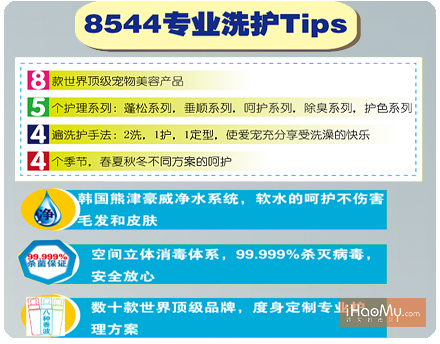 8544专业洗护Tips
8 款世界顶级宠物美容产品
5 个护理系列：蓬松系列，垂顺系列，呵护系列，除臭系列，护色系列
4 遍洗护手法：2洗，1护，1定型，使爱宠充分享受洗澡的快乐
4 个季节，春夏秋冬不同方案的呵护
净
韩国熊津豪威净水系统，软水的呵护不伤害
毛发和皮肤
99.999%
杀菌保证
空间立体消毒体系，99.999%杀灭病毒，
安全放心
八种香波
数十款世界顶级品牌，度身定制专业护
理方案
iHaoMy.com